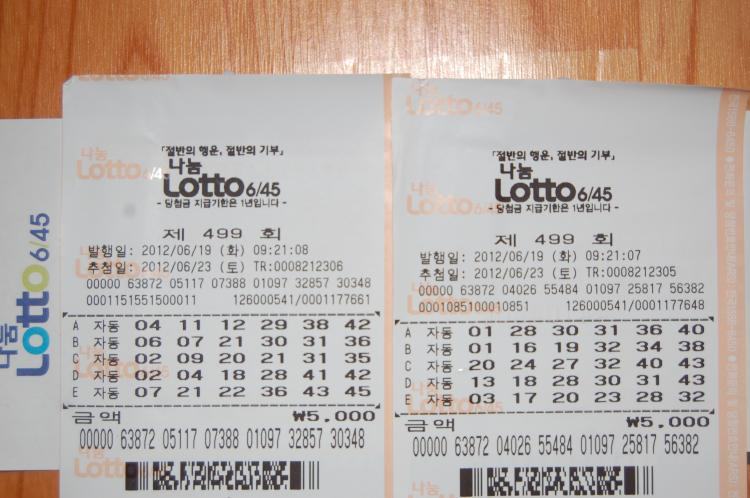 나눔
Lotto 6/45
「절반의 행운, 절반의 기부」
나눔
Lotto 6/45
- 당첨금 지급기한은 1년입니다 -
제 499 회
발행일: 2012/06/19 (화) 09:21:08
추첨일: 2012/06/23 (토) TR:0008212306
00000 63872 05117 07388 01097 32857 30348
0001151551500011 126000541/0001177661
A 자동 04 11 12 29 38 42
B 자동 06 07 21 30 31 36
C 자동 02 09 20 21 31 35
D 자동 02 04 18 28 41 42
E 자동 07 21 22 36 43 45
금액 ₩5,000
00000 63872 05117 07388 01097 32857 30348
「절반의 행운, 절반의 기부」
나눔
Lotto 6/45
- 당첨금 지급기한은 1년입니다 -
제 499 회
발행일: 2012/06/19 (화) 09:21:07
추첨일: 2012/06/23 (토) TR:0008212305
00000 63872 04026 55484 01097 25817 56382
0001085100010851 126000541/0001177648
A 자동 01 28 30 31 36 40
B 자동 01 16 19 32 34 38
C 자동 20 24 27 32 40 43
D 자동 13 18 28 30 31 43
E 자동 03 17 20 23 28 32
금액 ₩5,000
00000 63872 04026 55484 01097 25817 56382